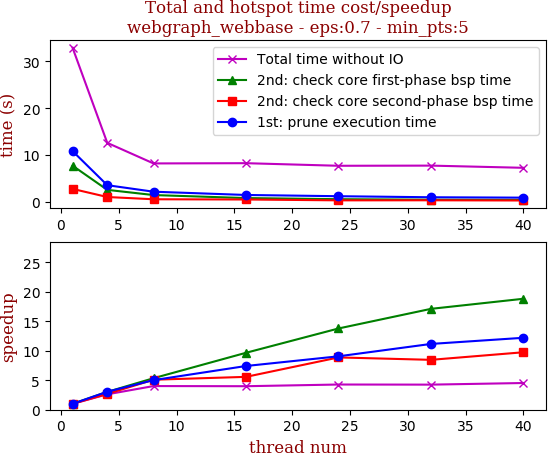 Total and hotspot time cost/speedup
webgraph_webbase - eps:0.7 - min_pts:5
time (s)
30
20
10
0
Total time without IO
2nd: check core first-phase bsp time
2nd: check core second-phase bsp time
1st: prune execution time
0 5 10 15 20 25 30 35 40
speedup
25
20
15
10
5
0
0 5 10 15 20 25 30 35 40
thread num